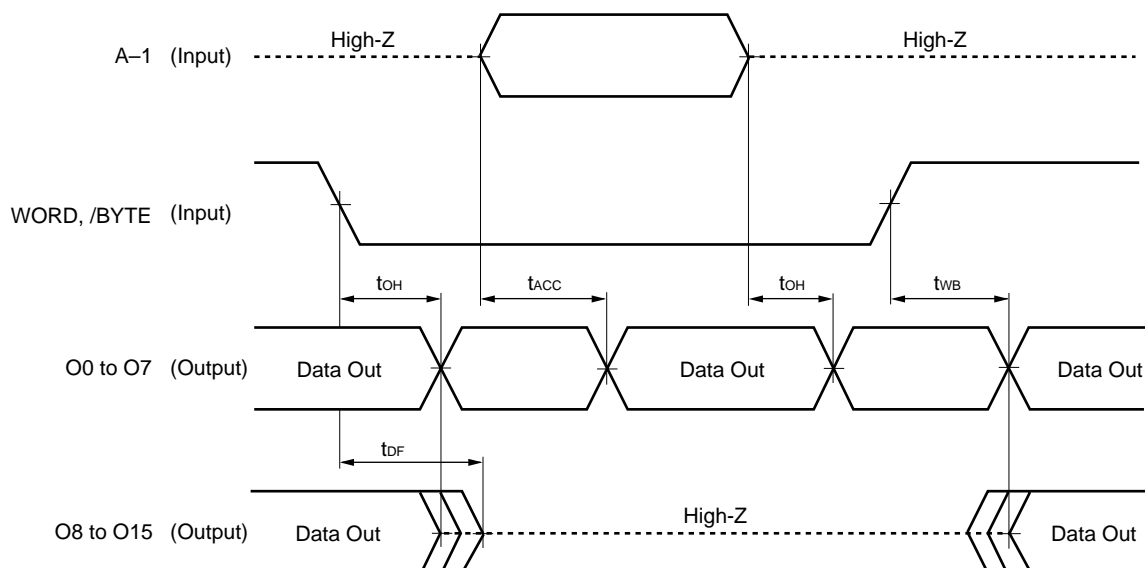 High-Z High-Z
A–1 (Input)
WORD, /BYTE (Input)
tOH tACC tOH tWB
O0 to O7 (Output) Data Out Data Out Data Out
tDF
High-Z
O8 to O15 (Output) Data Out Data Out